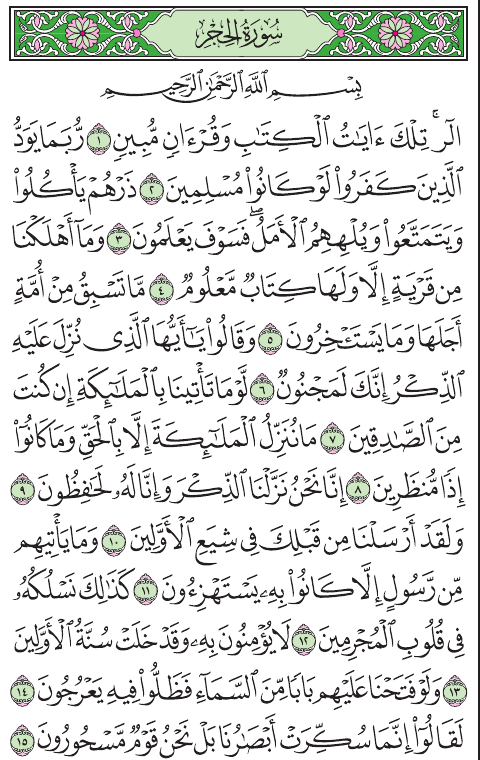 سُورَةُ الْحِجْرِ
بِسْمِ ٱللَّهِ ٱلرَّحْمَٰنِ ٱلرَّحِيمِ
الٓر ۚ تِلْكَ ءَايَٰتُ ٱلْكِتَٰبِ وَقُرْءَانٍ مُّبِينٍ ١ رُّبَمَا يَوَدُّ
ٱلَّذِينَ كَفَرُوا۟ لَوْ كَانُوا۟ مُسْلِمِينَ ٢ ذَرْهُمْ يَأْكُلُوا۟
وَيَتَمَتَّعُوا۟ وَيُلْهِهِمُ ٱلْأَمَلُ ۖ فَسَوْفَ يَعْلَمُونَ ٣ وَمَآ أَهْلَكْنَا
مِن قَرْيَةٍ إِلَّا وَلَهَا كِتَابٌ مَّعْلُومٌ ٤ مَّا تَسْبِقُ مِنْ أُمَّةٍ
أَجَلَهَا وَمَا يَسْتَـْٔخِرُونَ ٥ وَقَالُوا۟ يَٰٓأَيُّهَا ٱلَّذِى نُزِّلَ عَلَيْهِ
ٱلذِّكْرُ إِنَّكَ لَمَجْنُونٌ ٦ لَّوْ مَا تَأْتِينَا بِٱلْمَلَٰٓئِكَةِ إِن كُنتَ
مِنَ ٱلصَّٰدِقِينَ ٧ مَا نُنَزِّلُ ٱلْمَلَٰٓئِكَةَ إِلَّا بِٱلْحَقِّ وَمَا كَانُوٓا۟
إِذًا مُّنظَرِينَ ٨ إِنَّا نَحْنُ نَزَّلْنَا ٱلذِّكْرَ وَإِنَّا لَهُۥ لَحَٰفِظُونَ ٩
وَلَقَدْ أَرْسَلْنَا مِن قَبْلِكَ فِى شِيَعِ ٱلْأَوَّلِينَ ١٠ وَمَا يَأْتِيهِم
مِّن رَّسُولٍ إِلَّا كَانُوا۟ بِهِۦ يَسْتَهْزِءُونَ ١١ كَذَٰلِكَ نَسْلُكُهُۥ
فِى قُلُوبِ ٱلْمُجْرِمِينَ ١٢ لَا يُؤْمِنُونَ بِهِۦ وَقَدْ خَلَتْ سُنَّةُ ٱلْأَوَّلِينَ
١٣ وَلَوْ فَتَحْنَا عَلَيْهِم بَابًا مِّنَ ٱلسَّمَآءِ فَظَلُّوا۟ فِيهِ يَعْرُجُونَ ١٤
لَقَالُوٓا۟ إِنَّمَا سُكِّرَتْ أَبْصَٰرُنَا بَلْ نَحْنُ قَوْمٌ مَّسْحُورُونَ ١٥